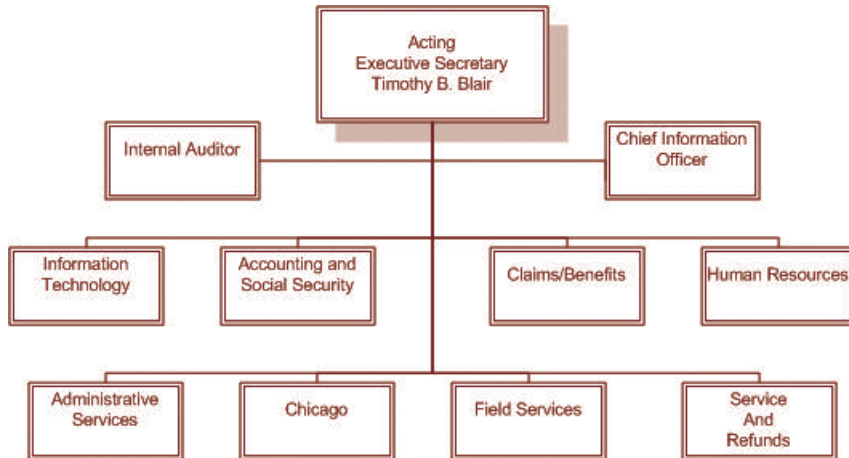 Acting
Executive Secretary
Timothy B. Blair
Internal Auditor
Chief Information
Officer
Information
Technology
Accounting and
Social Security
Claims/Benefits
Human Resources
Administrative
Services
Chicago
Field Services
Service
And
Refunds